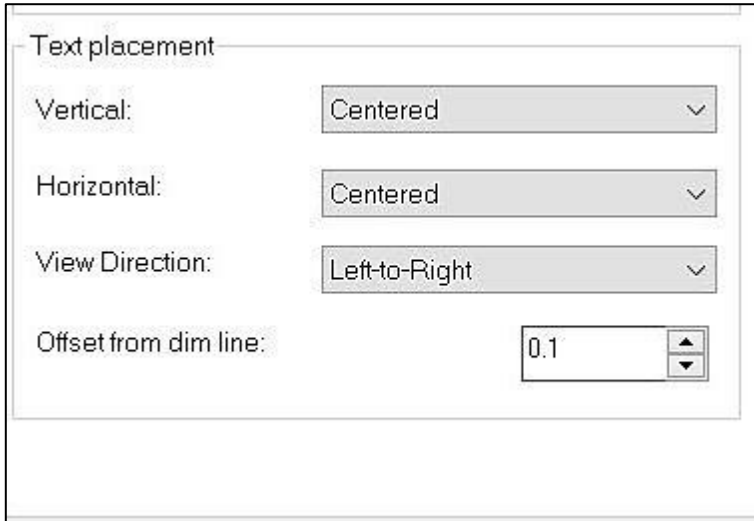 Text placement
Vertical: Centered
Horizontal: Centered
View Direction: Left-to-Right
Offset from dim line: 0.1